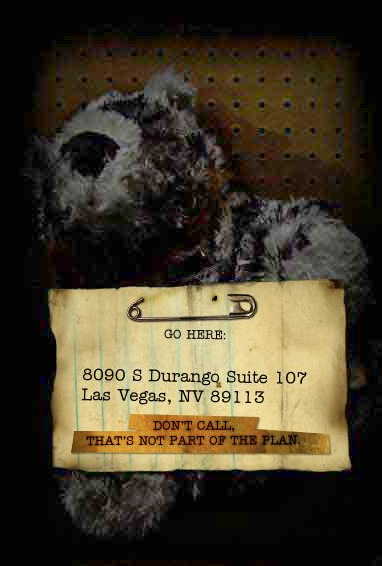 GO HERE:
8090 S Durango Suite 107
Las Vegas, NV 89113
DON'T CALL,
THAT'S NOT PART OF THE PLAN.